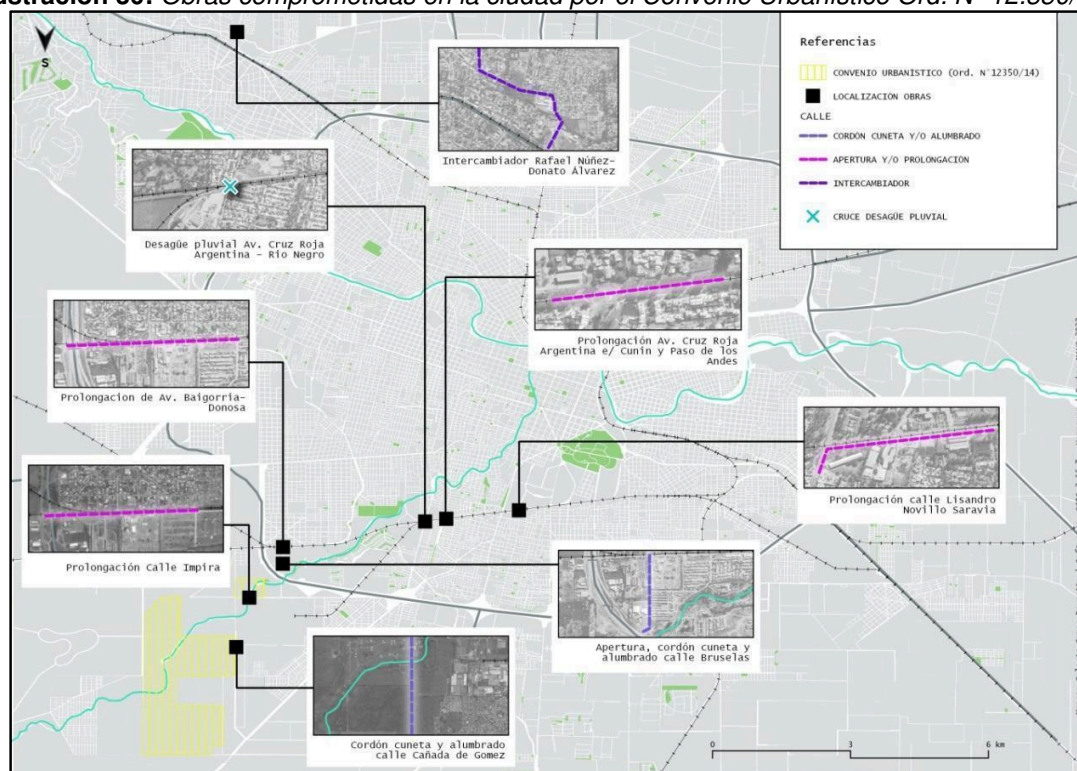 Obras comprometidas en la ciudad por el Convenio Urbanístico Ord. N°
S
Referencias
CONVENIO URBANÍSTICO (Ord. N°12350/14)
LOCALIZACIÓN OBRAS
CALLE
CORDÓN CUNETA Y/O ALUMBRADO
APERTURA Y/O PROLONGACIÓN
INTERCAMBIADOR
CRUCE DESAGÜE PLUVIAL
Intercambiador Rafael Núñez-
Donato Álvarez
Desagüe pluvial Av. Cruz Roja
Argentina - Río Negro
Prolongación Av. Cruz Roja
Argentina e/ Cunín y Paso de los
Andes
Prolongacion de Av. Baigorria-
Donosa
Prolongación calle Lisandro
Novillo Saravia
Prolongación Calle Impira
Apertura, cordón cuneta y
alumbrado calle Bruselas
Cordón cuneta y alumbrado
calle Cañada de Gomez
0 3 6 km